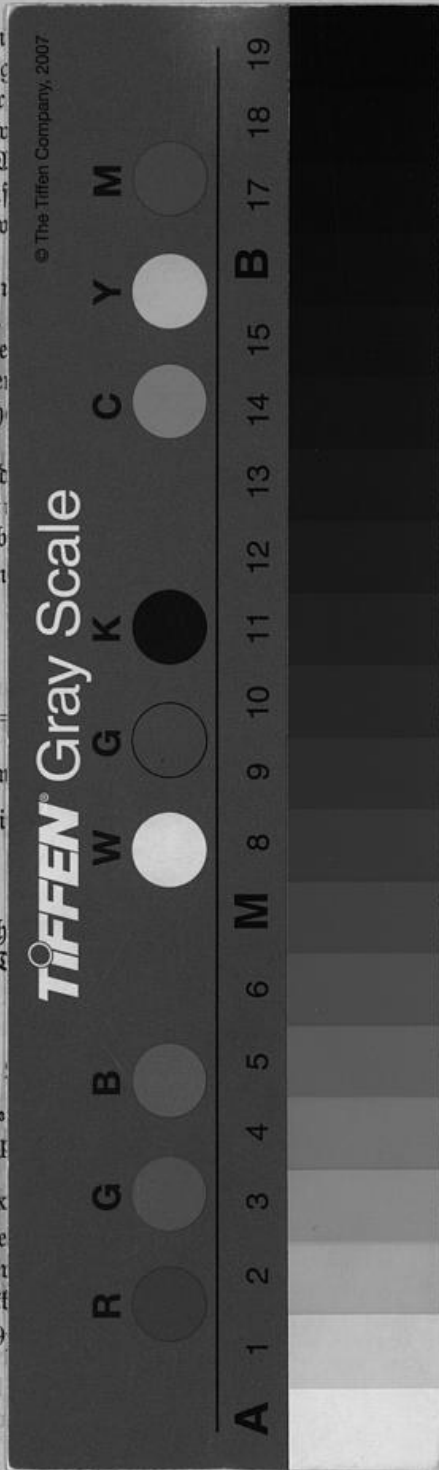 TIFFEN® Gray Scale
© The Tiffen Company, 2007
R G B W G K C Y M
A 1 2 3 4 5 6 M 8 9 10 11 12 13 14 15 B 17 18 19